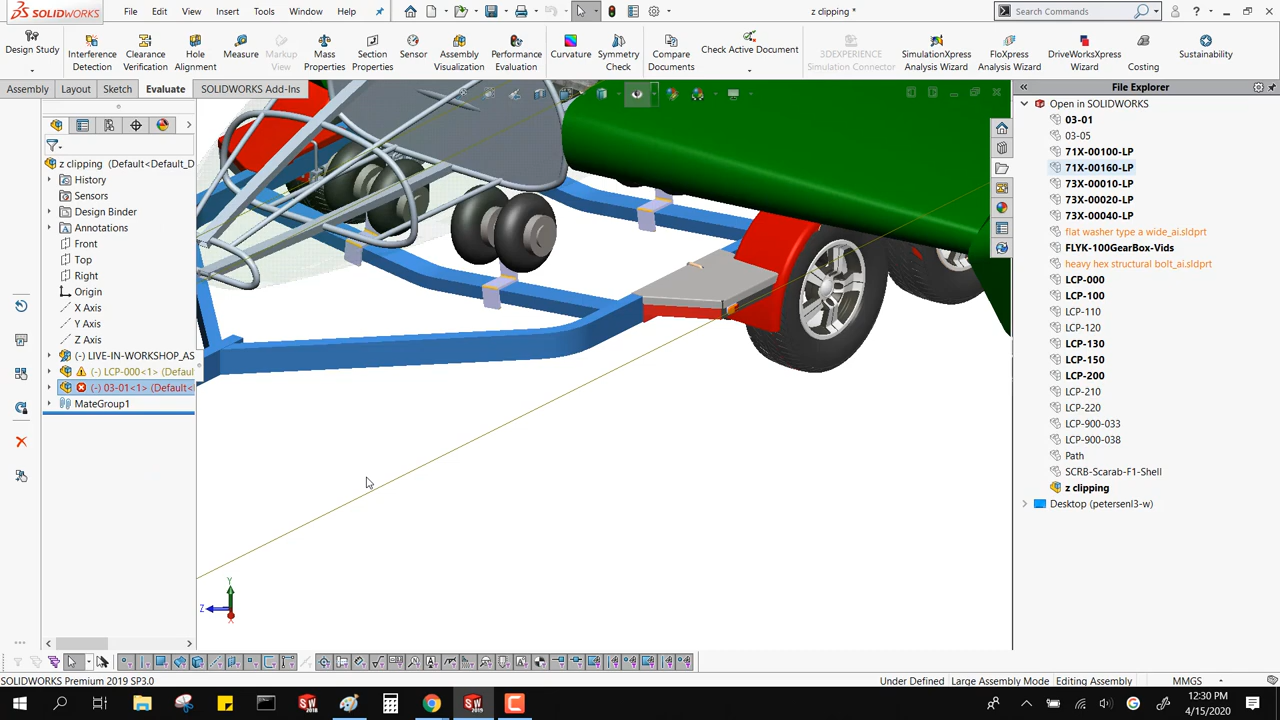 SOLIDWORKS
File Edit View Insert Tools Window Help
z clipping *
Search Commands
Design Study
Interference Detection
Clearance Verification
Hole Alignment
Measure
Markup View
Mass Properties
Section Properties
Sensor
Assembly Visualization
Performance Evaluation
Curvature
Symmetry Check
Compare Documents
Check Active Document
3DEXPERIENCE Simulation Connector
SimulationXpress Analysis Wizard
FloXpress Analysis Wizard
DriveWorksXpress Wizard
Costing
Sustainability
Assembly Layout Sketch Evaluate SOLIDWORKS Add-Ins
z clipping (Default<Default_D
History
Sensors
Design Binder
Annotations
Front
Top
Right
Origin
X Axis
Y Axis
Z Axis
(-) LIVE-IN-WORKSHOP_AS
(-) LCP-000<1> (Defaul
(-) 03-01<1> (Default<
MateGroup1
Y
Z
X
File Explorer
Open in SOLIDWORKS
03-01
03-05
71X-00100-LP
71X-00160-LP
73X-00010-LP
73X-00020-LP
73X-00040-LP
flat washer type a wide_ai.sldprt
FLYK-100GearBox-Vids
heavy hex structural bolt_ai.sldprt
LCP-000
LCP-100
LCP-110
LCP-120
LCP-130
LCP-150
LCP-200
LCP-210
LCP-220
LCP-900-033
LCP-900-038
Path
SCRB-Scarab-F1-Shell
z clipping
Desktop (petersenl3-w)
SOLIDWORKS Premium 2019 SP3.0
Under Defined Large Assembly Mode Editing Assembly MMGS
12:30 PM
4/15/2020